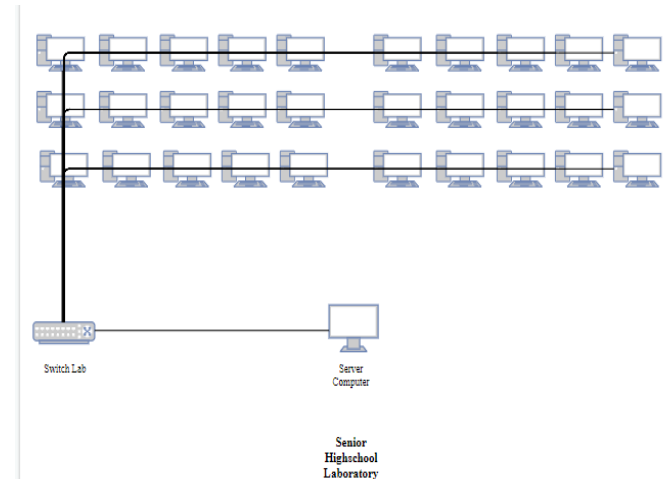 Switch Lab
Server
Computer
Senior
Highschool
Laboratory